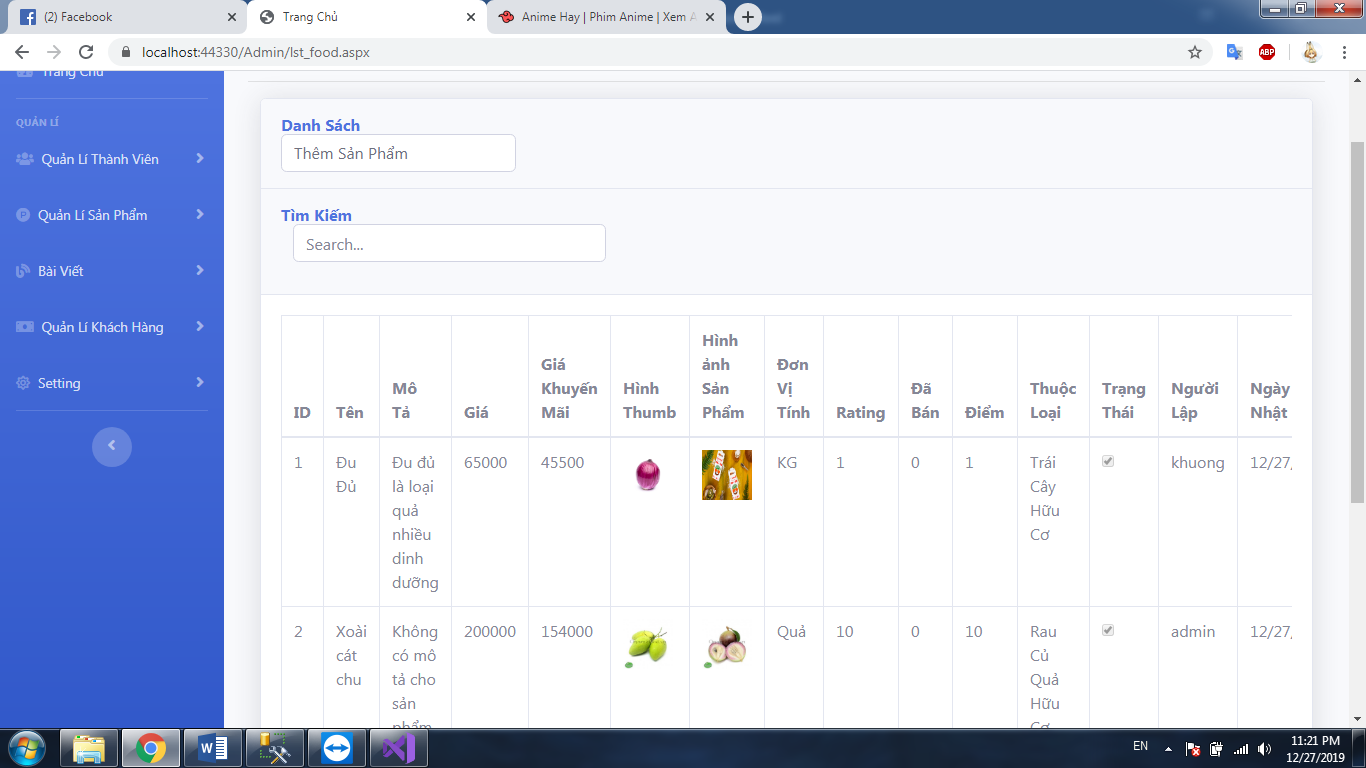 (2) Facebook
Trang Chủ
Anime Hay | Phim Anime | Xem A
localhost:44330/Admin/lst_food.aspx
ABP
Trang Chủ
QUẢN LÍ
Quản Lí Thành Viên
Quản Lí Sản Phẩm
Bài Viết
Quản Lí Khách Hàng
Setting
Danh Sách
Thêm Sản Phẩm
Tìm Kiếm
Search...
ID Tên Mô Tả Giá Giá Khuyến Mãi Hình Thumb Hình ảnh Sản Phẩm Đơn Vị Tính Rating Đã Bán Điểm Thuộc Loại Trạng Thái Người Lập Ngày Nhật
1 Đu Đủ Đu đủ là loại quả nhiều dinh dưỡng 65000 45500 KG 1 0 1 Trái Cây Hữu Cơ khuong 12/27,
2 Xoài cát chu Không có mô tả cho sản phẩm 200000 154000 Quả 10 0 10 Rau Củ Quả Hữu Cơ admin 12/27,
EN
11:21 PM
12/27/2019